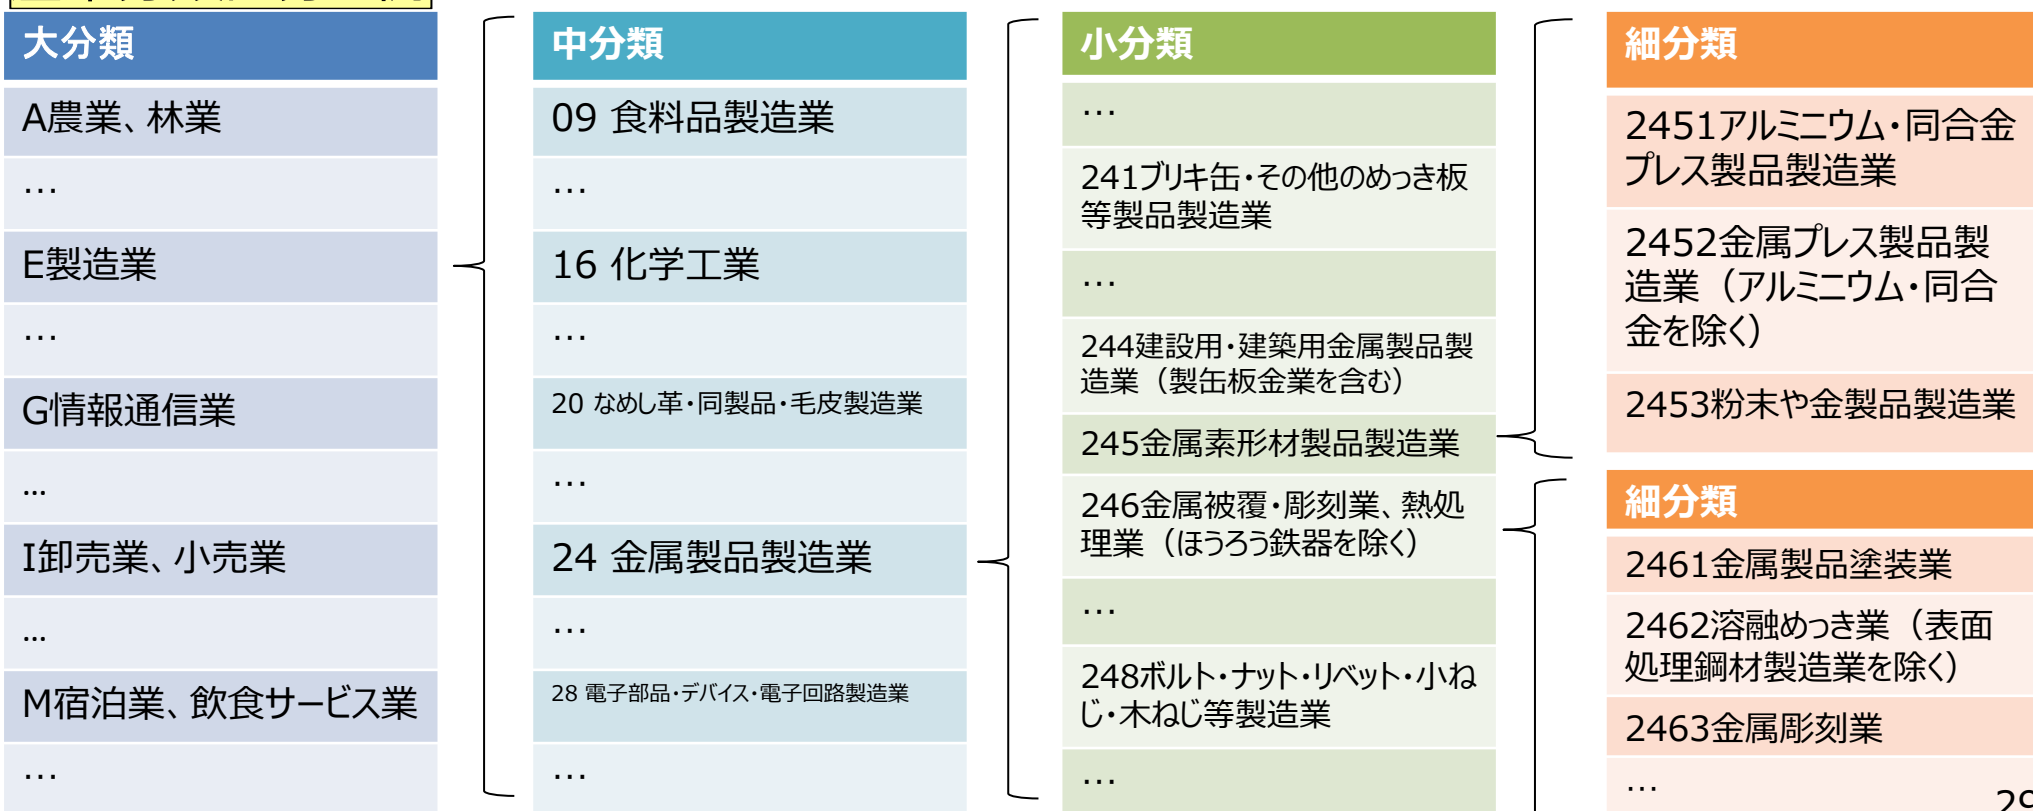 大分類
A農業、林業
…
E製造業
…
G情報通信業
...
I卸売業、小売業
...
M宿泊業、飲食サービス業
…
中分類
09 食料品製造業
…
16 化学工業
…
20 なめし革・同製品・毛皮製造業
…
24 金属製品製造業
…
28 電子部品・デバイス・電子回路製造業
…
小分類
…
241ブリキ缶・その他のめっき板
等製品製造業
…
244建設用・建築用金属製品製
造業（製缶板金業を含む）
245金属素形材製品製造業
246金属被覆・彫刻業、熱処
理業（ほうろう鉄器を除く）
…
248ボルト・ナット・リベット・小ね
じ・木ねじ等製造業
…
細分類
2451アルミニウム・同合金
プレス製品製造業
2452金属プレス製品製
造業（アルミニウム・同合
金を除く）
2453粉末や金製品製造業
細分類
2461金属製品塗装業
2462溶融めっき業（表面
処理鋼材製造業を除く）
2463金属彫刻業
…